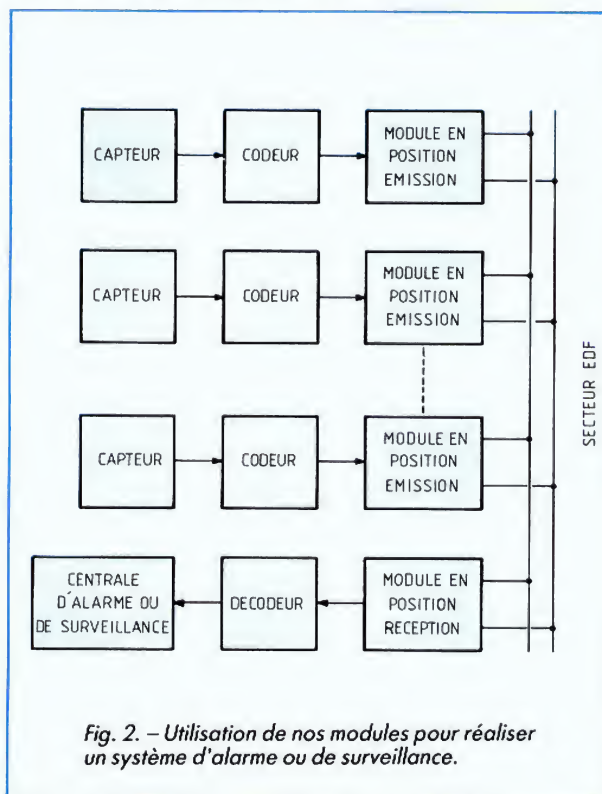 CAPTEUR
CODEUR
MODULE EN
POSITION
EMISSION
CAPTEUR
CODEUR
MODULE EN
POSITION
EMISSION
CAPTEUR
CODEUR
MODULE EN
POSITION
EMISSION
CENTRALE
D'ALARME OU
DE SURVEILLANCE
DECODEUR
MODULE EN
POSITION
RECEPTION
SECTEUR EDF
Fig. 2. – Utilisation de nos modules pour réaliser
un système d'alarme ou de surveillance.